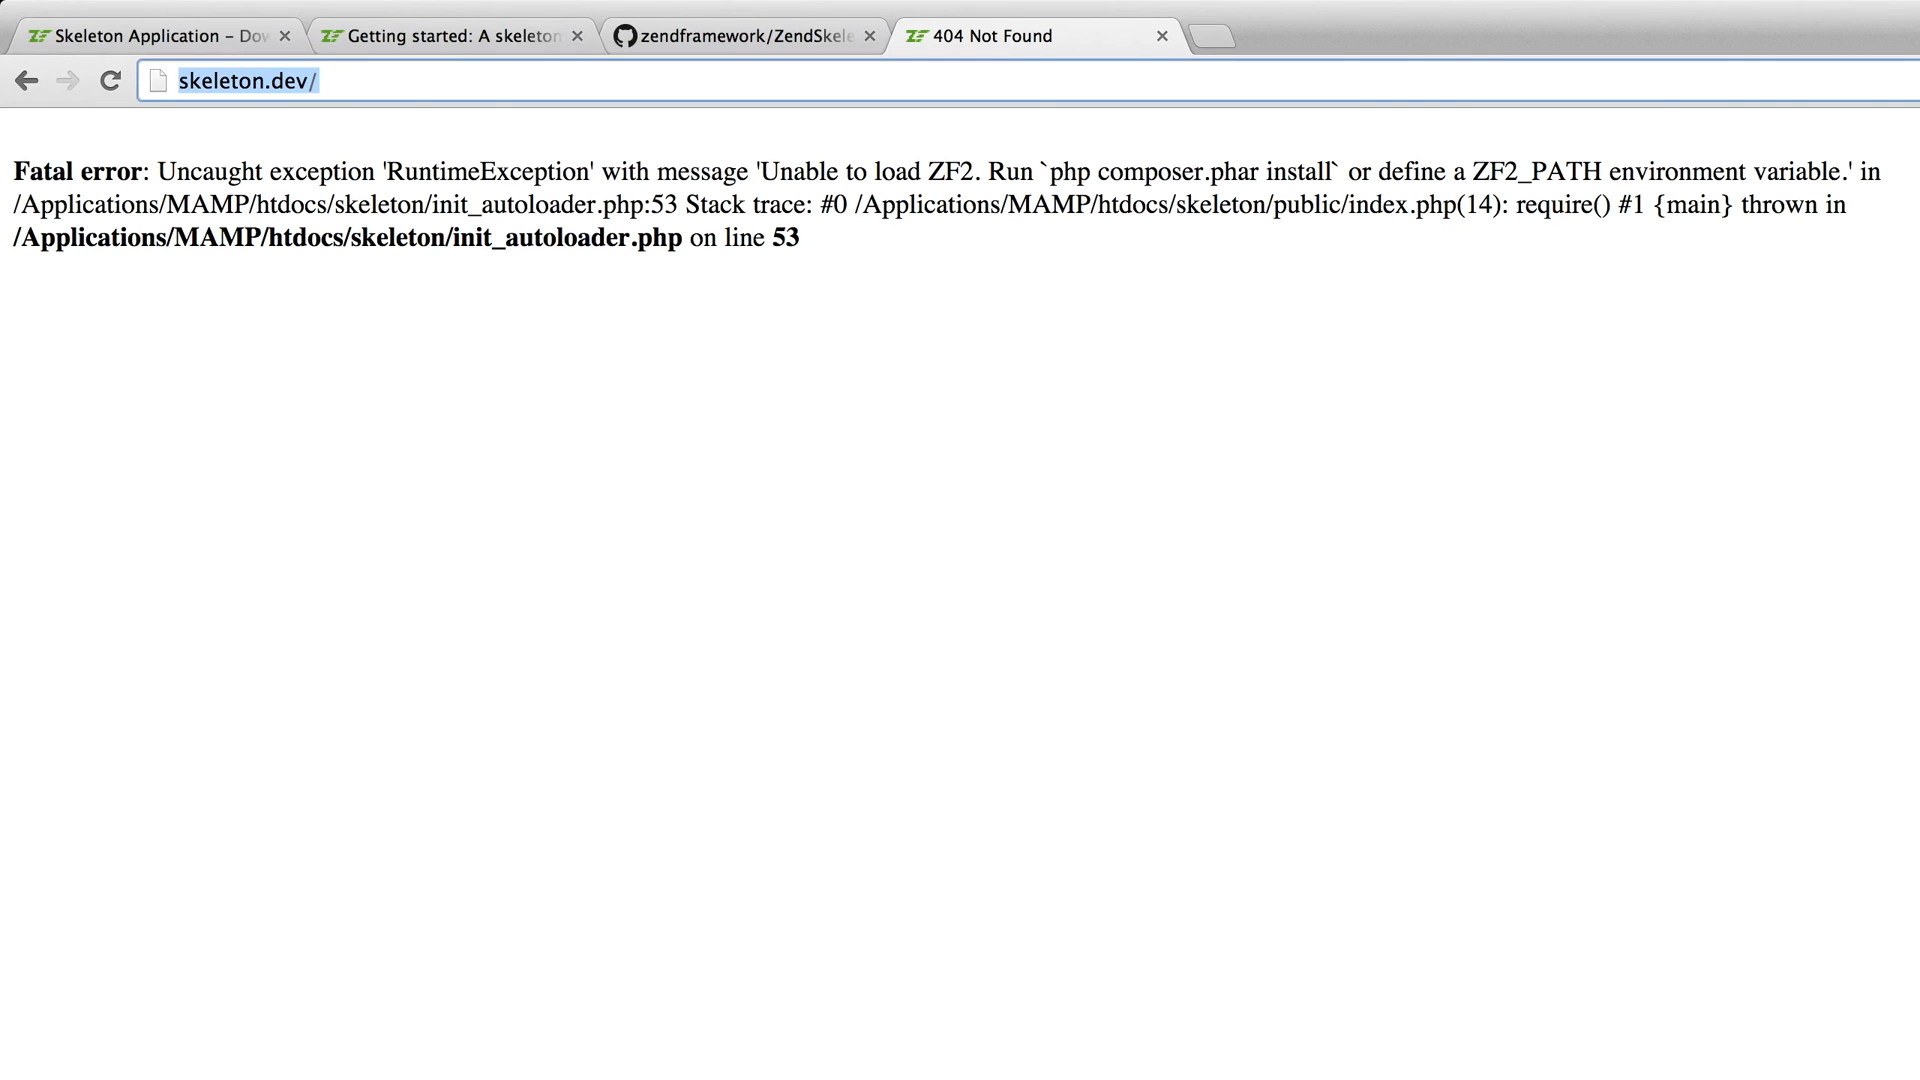 Skeleton Application – Dow
Getting started: A skeleton
zendframework/ZendSkele
404 Not Found
skeleton.dev/
Fatal error: Uncaught exception 'RuntimeException' with message 'Unable to load ZF2. Run `php composer.phar install` or define a ZF2_PATH environment variable.' in
/Applications/MAMP/htdocs/skeleton/init_autoloader.php:53 Stack trace: #0 /Applications/MAMP/htdocs/skeleton/public/index.php(14): require() #1 {main} thrown in
/Applications/MAMP/htdocs/skeleton/init_autoloader.php on line 53